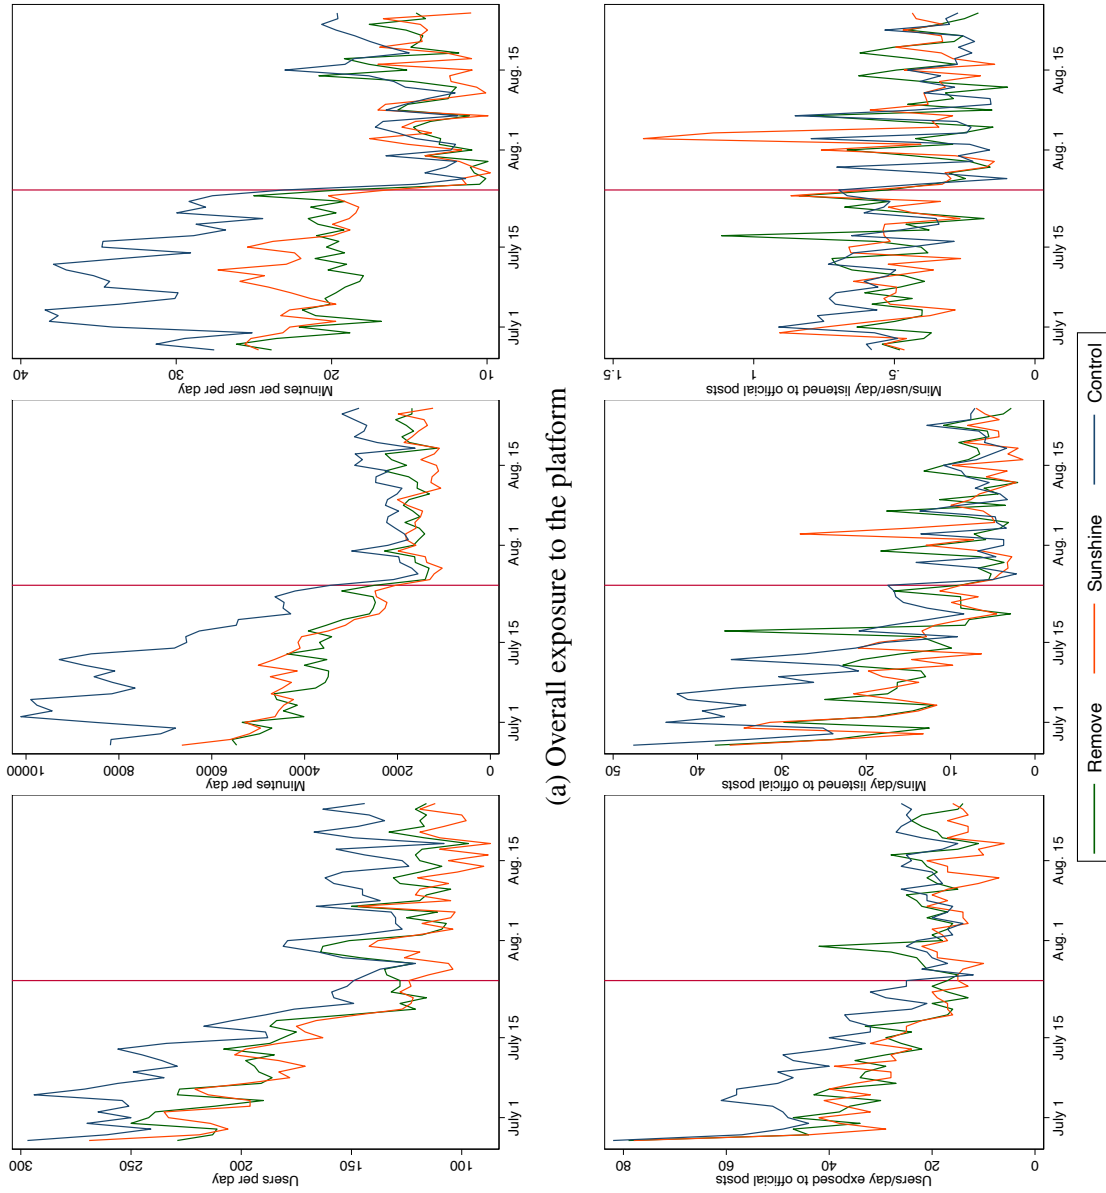 Users per day
300
250
200
150
100
July 1
July 15
Aug. 1
Aug. 15
Minutes per day
10000
8000
6000
4000
2000
0
July 1
July 15
Aug. 1
Aug. 15
Minutes per user per day
40
30
20
10
July 1
July 15
Aug. 1
Aug. 15
(a) Overall exposure to the platform
Users/day exposed to official posts
80
60
40
20
0
July 1
July 15
Aug. 1
Aug. 15
Mins/day listened to official posts
50
40
30
20
10
0
July 1
July 15
Aug. 1
Aug. 15
Mins/user/day listened to official posts
1.5
1
.5
0
July 1
July 15
Aug. 1
Aug. 15
Remove
Sunshine
Control